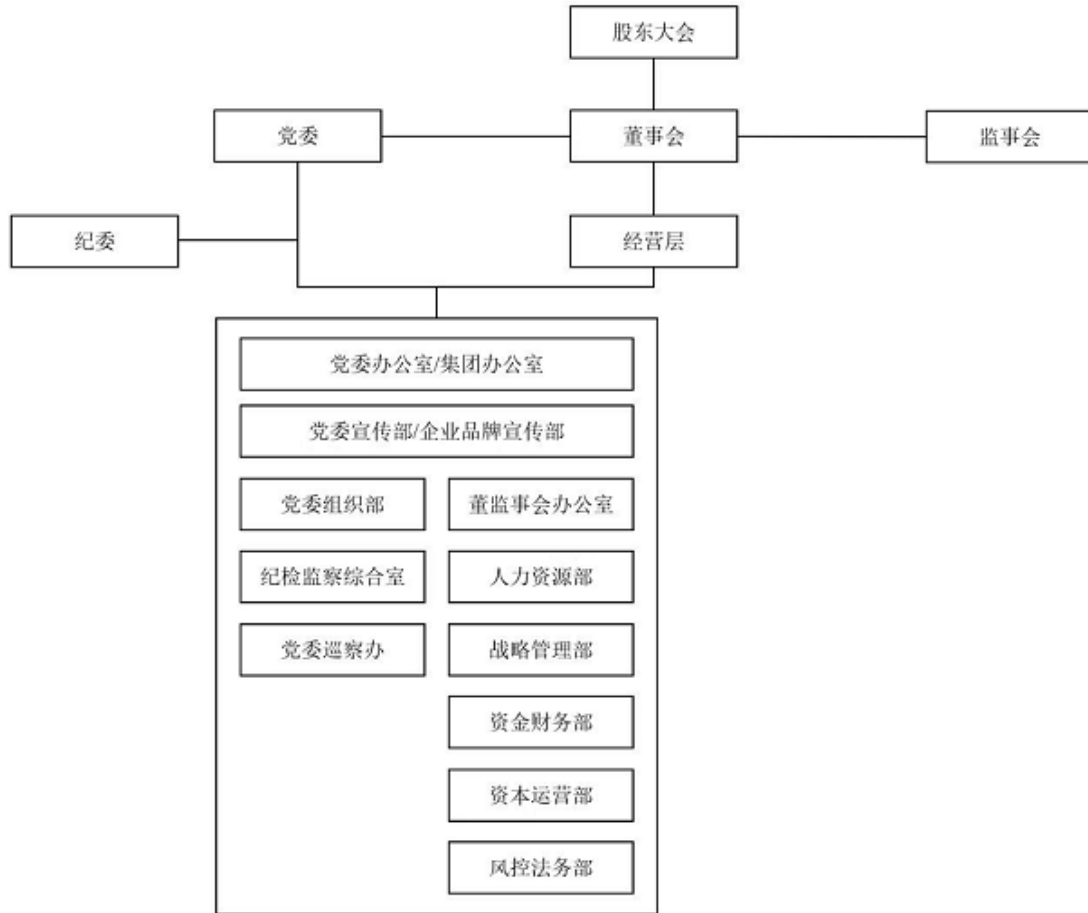 股东大会
党委
董事会
监事会
纪委
经营层
党委办公室/集团办公室
党委宣传部/企业品牌宣传部
党委组织部
董监事会办公室
纪检监察综合室
人力资源部
党委巡察办
战略管理部
资金财务部
资本运营部
风控法务部